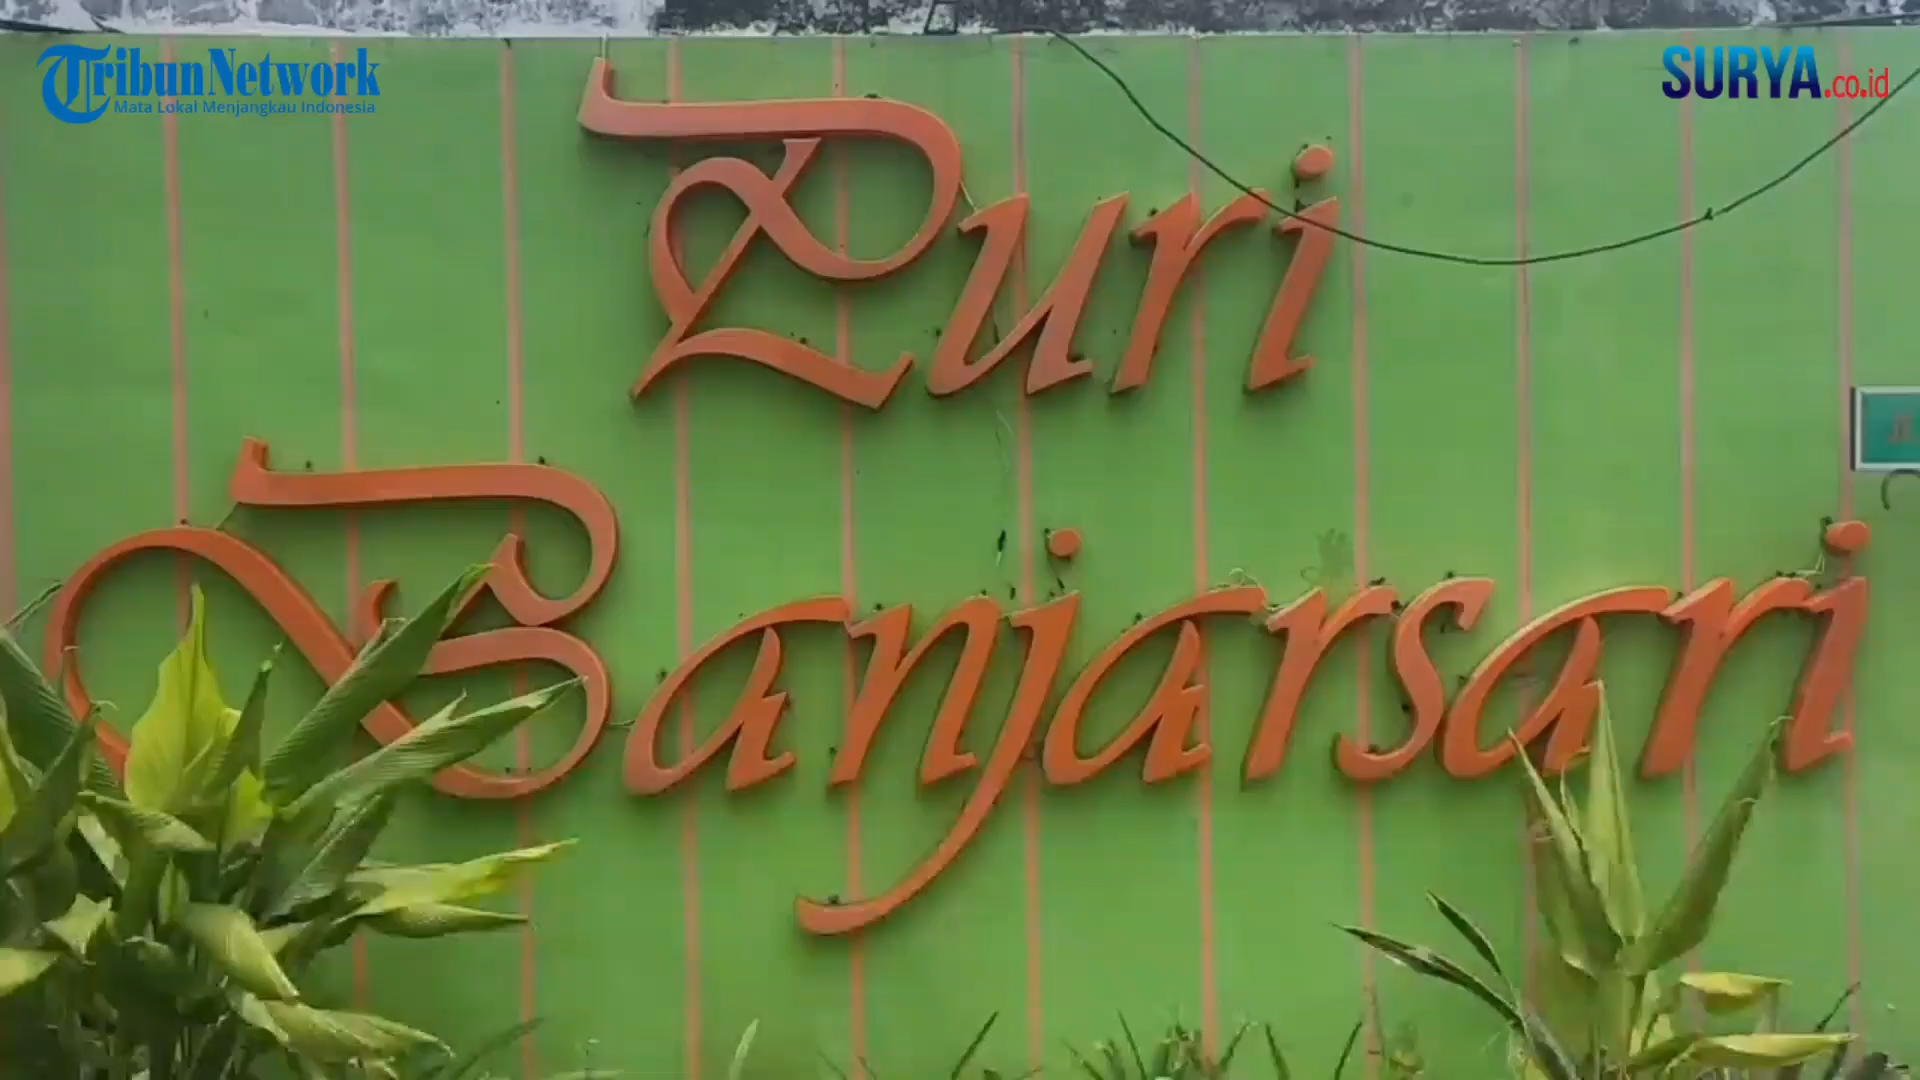 TribunNetwork
Mata Lokal Menjangkau Indonesia
SURYA.co.id
Puri
Banjarsari